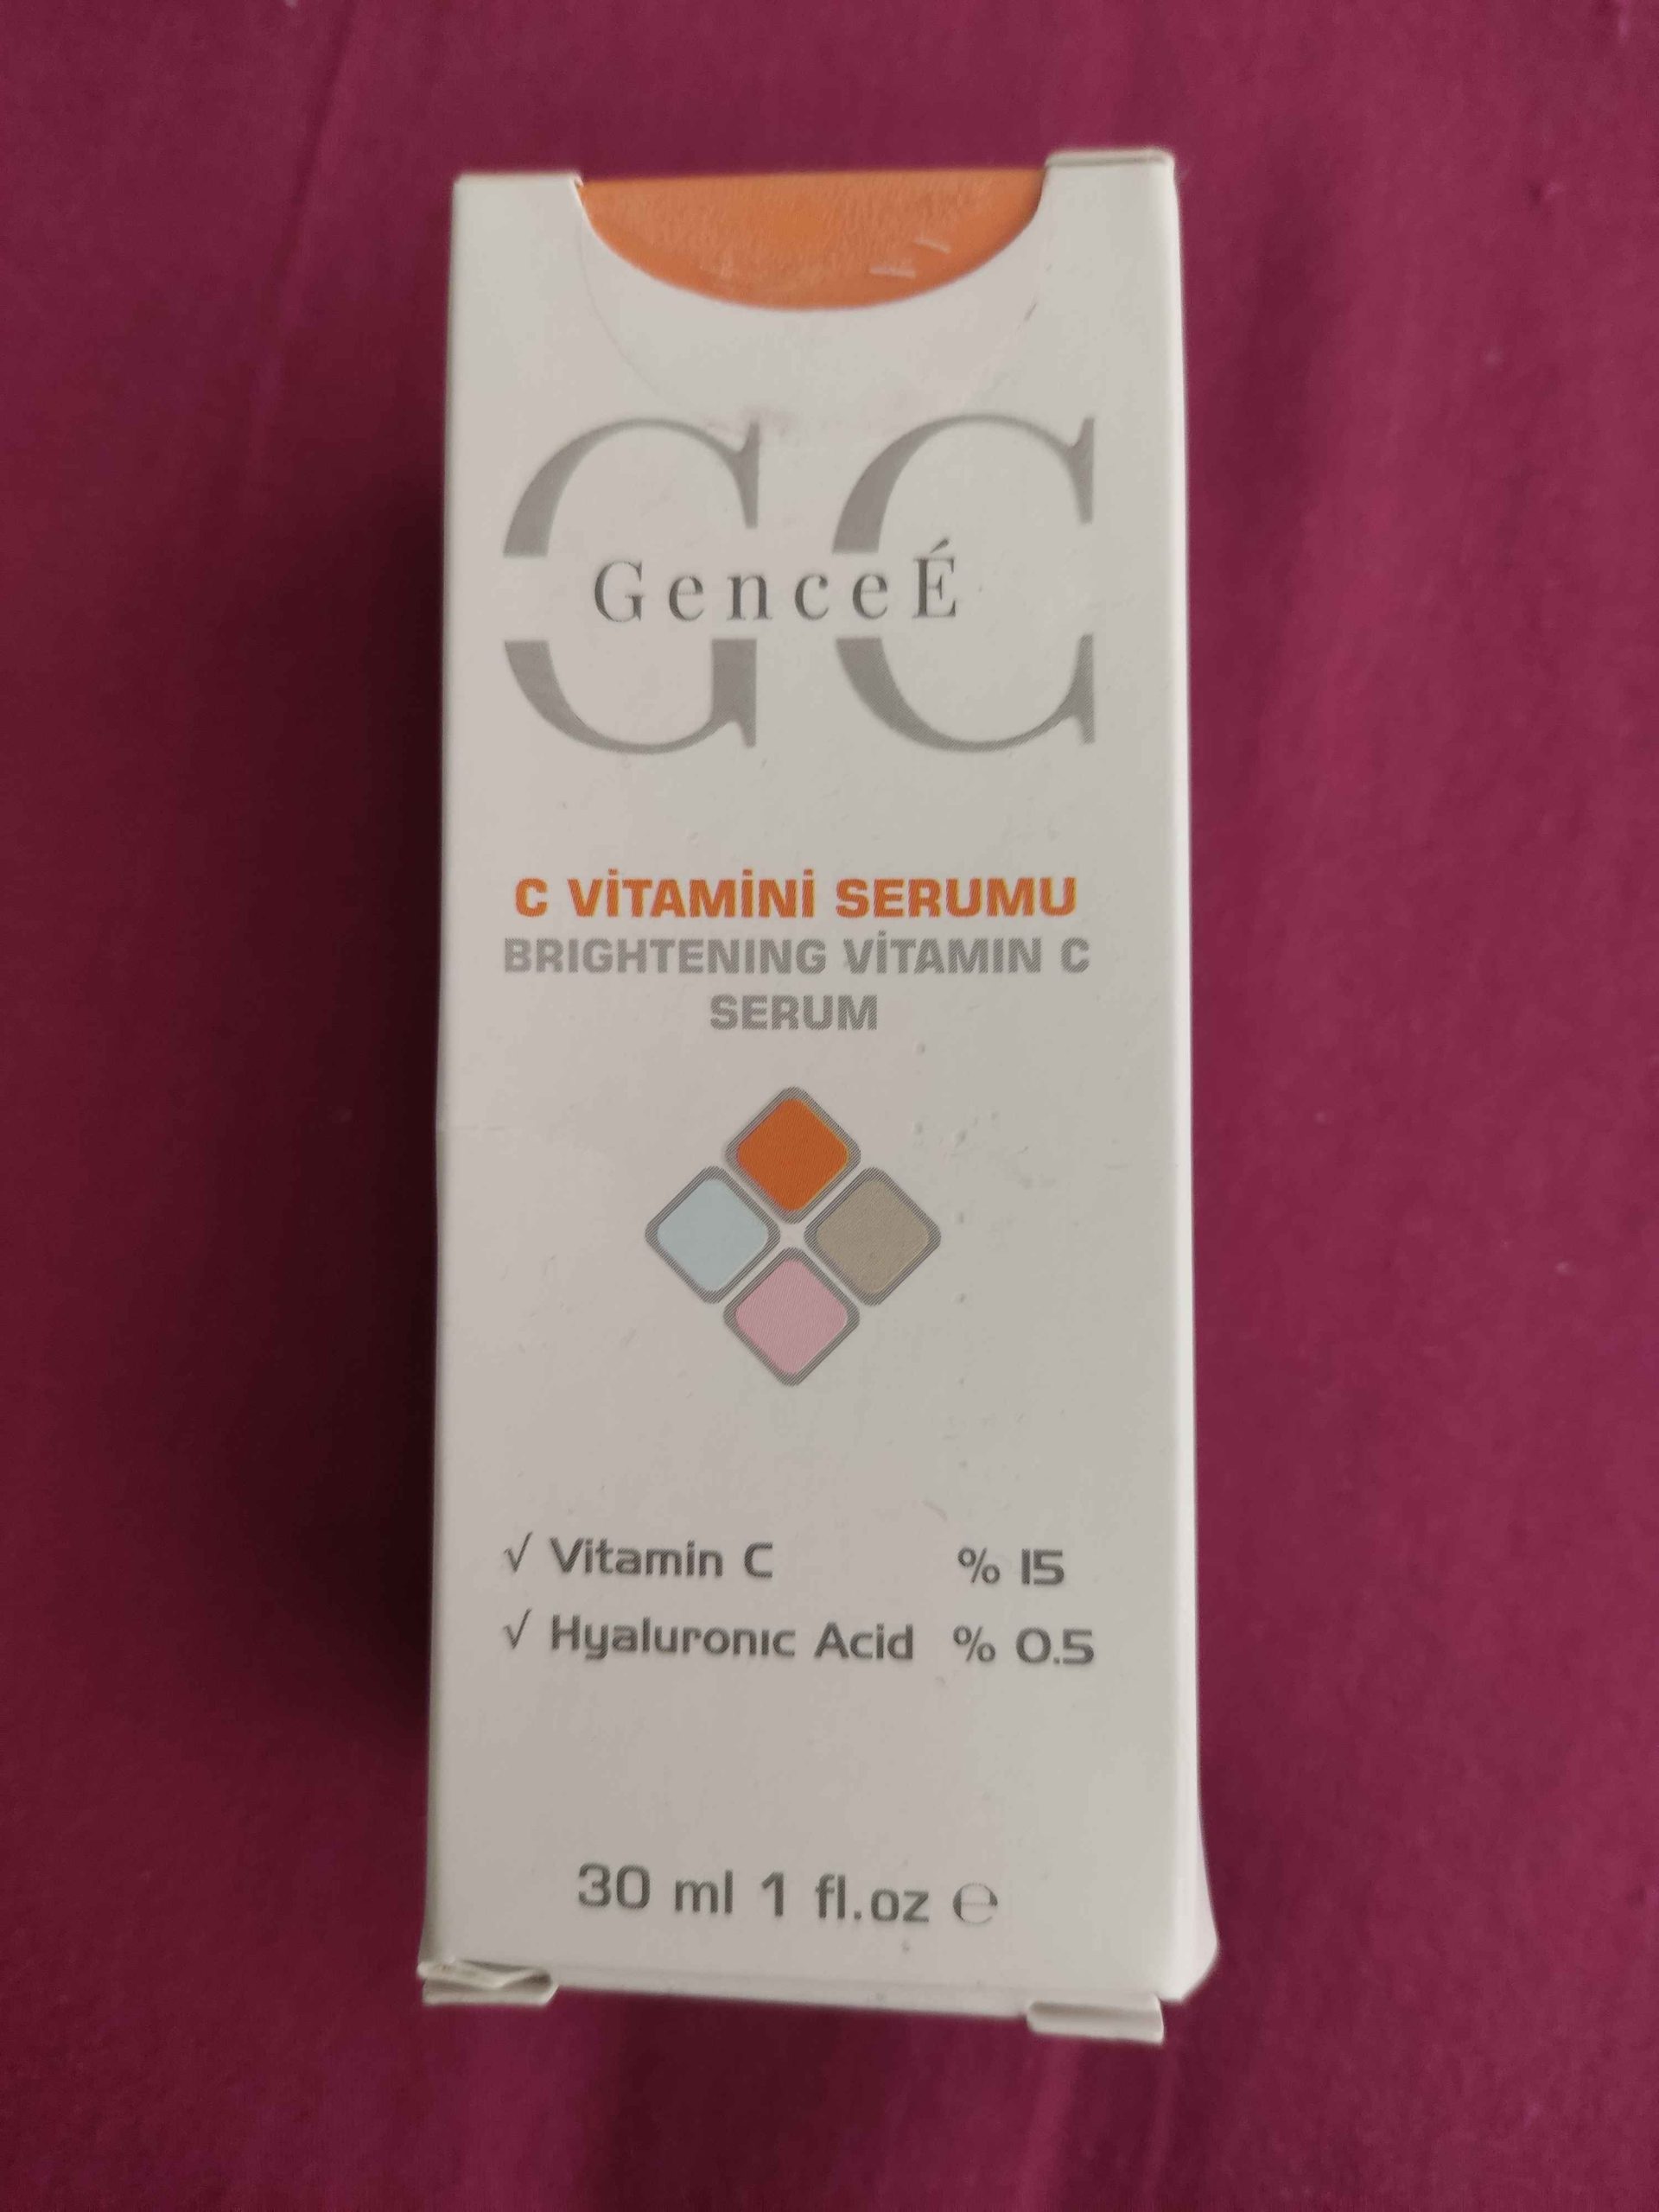 GC
GenceÉ
C VİTAMİNİ SERUMU
BRIGHTENING VİTAMIN C
SERUM
√ Vitamin C % 15
√ Hyaluronıc Acid % 0.5
30 ml 1 fl.oz ℮